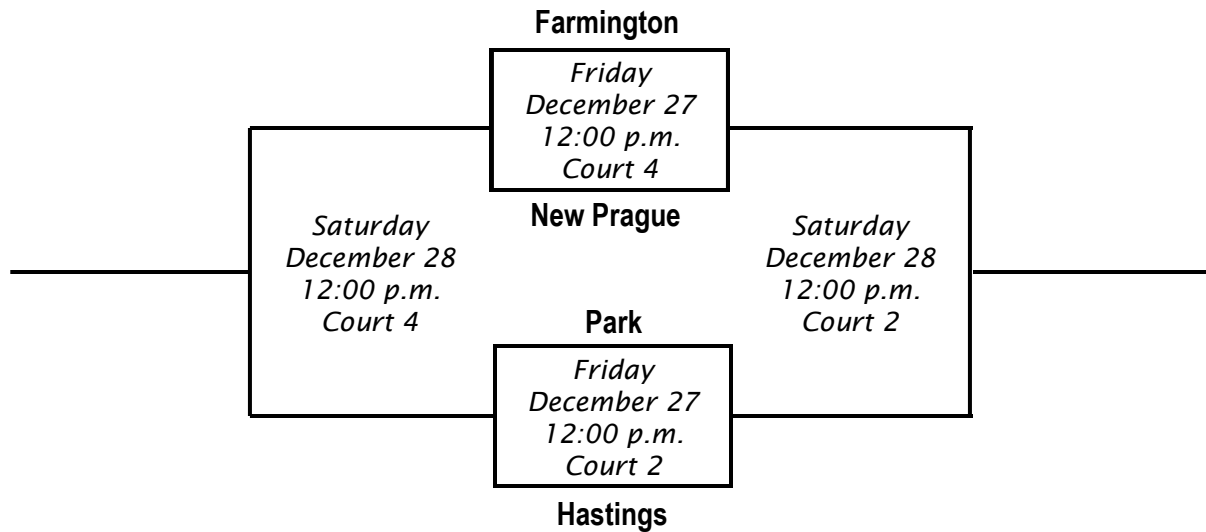 Farmington
Friday
December 27
12:00 p.m.
Court 4
New Prague
Saturday
December 28
12:00 p.m.
Court 4
Saturday
December 28
12:00 p.m.
Court 2
Park
Friday
December 27
12:00 p.m.
Court 2
Hastings